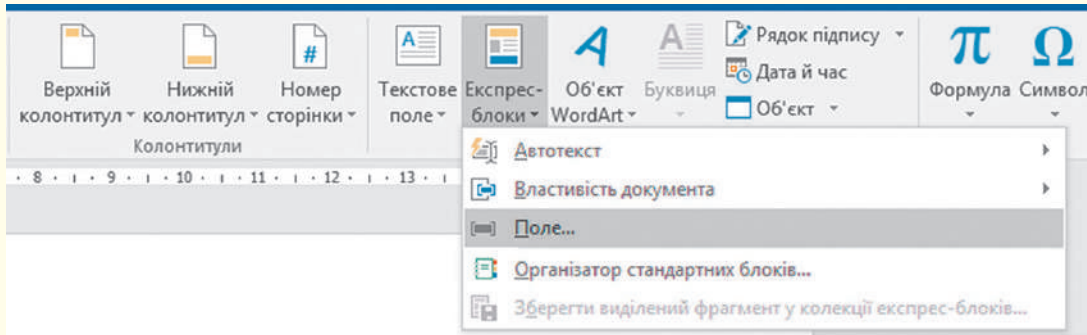 Верхній колонтитул
Нижній колонтитул
#
Номер сторінки
Колонтитули
A
Текстове поле
Експрес-блоки
A
Об'єкт WordArt
A
Буквиця
Рядок підпису
Дата й час
Об'єкт
π
Формула
Ω
Символ
· 8 · ı · 9 · ı · 10 · ı · 11 · ı · 12 · ı · 13 · ı
Автотекст
Властивість документа
Поле...
Організатор стандартних блоків...
Зберегти виділений фрагмент у колекції експрес-блоків...